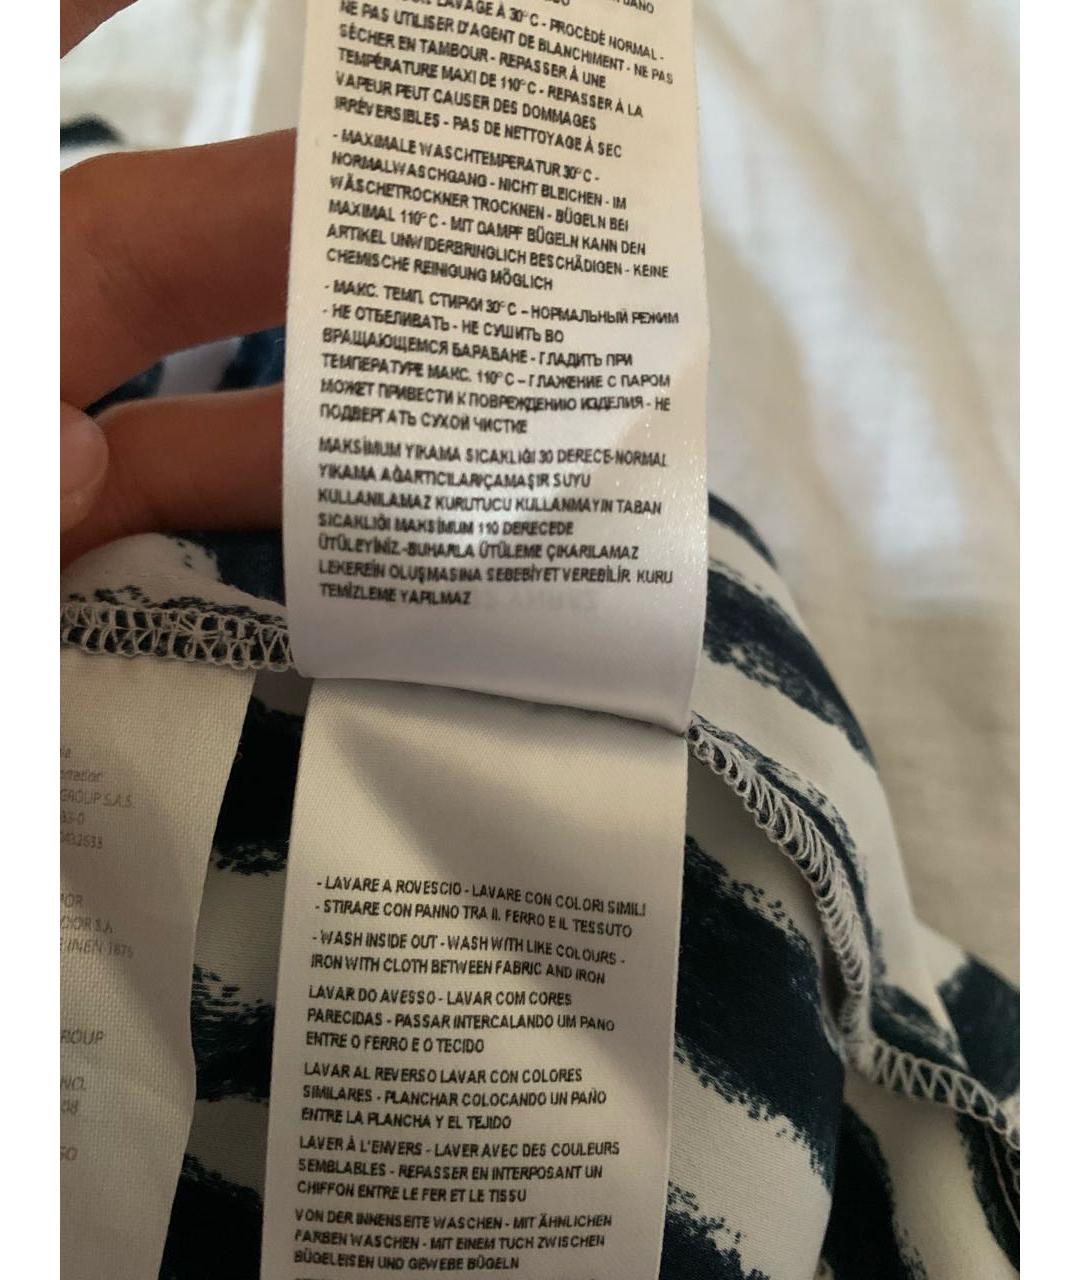 LAVAGE À 30°C - PROCÉDÉ NORMAL -
NE PAS UTILISER D'AGENT DE BLANCHIMENT - NE PAS
SÉCHER EN TAMBOUR - REPASSER À UNE
TEMPÉRATURE MAXI DE 110°C - REPASSER À LA
VAPEUR PEUT CAUSER DES DOMMAGES
IRRÉVERSIBLES - PAS DE NETTOYAGE À SEC
- MAXIMALE WASCHTEMPERATUR 30°C -
NORMALWASCHGANG - NICHT BLEICHEN - IM
WÄSCHETROCKNER TROCKNEN - BÜGELN BEI
MAXIMAL 110°C - MIT DAMPF BÜGELN KANN DEN
ARTIKEL UNWIDERBRINGLICH BESCHÄDIGEN - KEINE
CHEMISCHE REINIGUNG MÖGLICH
- МАКС. ТЕМП. СТИРКИ 30°C – НОРМАЛЬНЫЙ РЕЖИМ
- НЕ ОТБЕЛИВАТЬ - НЕ СУШИТЬ ВО
ВРАЩАЮЩЕМСЯ БАРАБАНЕ - ГЛАДИТЬ ПРИ
ТЕМПЕРАТУРЕ МАКС. 110°C – ГЛАЖЕНИЕ С ПАРОМ
МОЖЕТ ПРИВЕСТИ К ПОВРЕЖДЕНИЮ ИЗДЕЛИЯ - НЕ
ПОДВЕРГАТЬ СУХОЙ ЧИСТКЕ
MAKSİMUM YIKAMA SICAKLIĞI 30 DERECE-NORMAL
YIKAMA AĞARTICILAR/ÇAMAŞIR SUYU
KULLANILAMAZ KURUTUCU KULLANMAYIN TABAN
SICAKLIĞI MAKSİMUM 110 DERECEDE
ÜTÜLEYİNİZ.-BUHARLA ÜTÜLEME ÇIKARILAMAZ
LEKEREIN OLUŞMASINA SEBEBİYET VEREBİLİR. KURU
TEMİZLEME YAPILMAZ
GROUP S.A.S.
- LAVARE A ROVESCIO - LAVARE CON COLORI SIMILI
- STIRARE CON PANNO TRA IL FERRO E IL TESSUTO
- WASH INSIDE OUT - WASH WITH LIKE COLOURS -
IRON WITH CLOTH BETWEEN FABRIC AND IRON
LAVAR DO AVESSO - LAVAR COM CORES
PARECIDAS - PASSAR INTERCALANDO UM PANO
ENTRE O FERRO E O TECIDO
LAVAR AL REVERSO LAVAR CON COLORES
SIMILARES - PLANCHAR COLOCANDO UN PAÑO
ENTRE LA PLANCHA Y EL TEJIDO
LAVER À L'ENVERS - LAVER AVEC DES COULEURS
SEMBLABLES - REPASSER EN INTERPOSANT UN
CHIFFON ENTRE LE FER ET LE TISSU
VON DER INNENSEITE WASCHEN - MIT ÄHNLICHEN
FARBEN WASCHEN - MIT EINEM TUCH ZWISCHEN
BÜGELEISEN UND GEWEBE BÜGELN